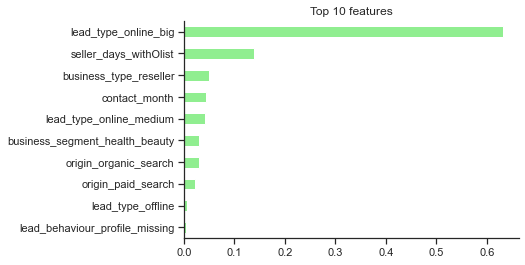 Top 10 features
lead_type_online_big
seller_days_withOlist
business_type_reseller
contact_month
lead_type_online_medium
business_segment_health_beauty
origin_organic_search
origin_paid_search
lead_type_offline
lead_behaviour_profile_missing
0.0 0.1 0.2 0.3 0.4 0.5 0.6